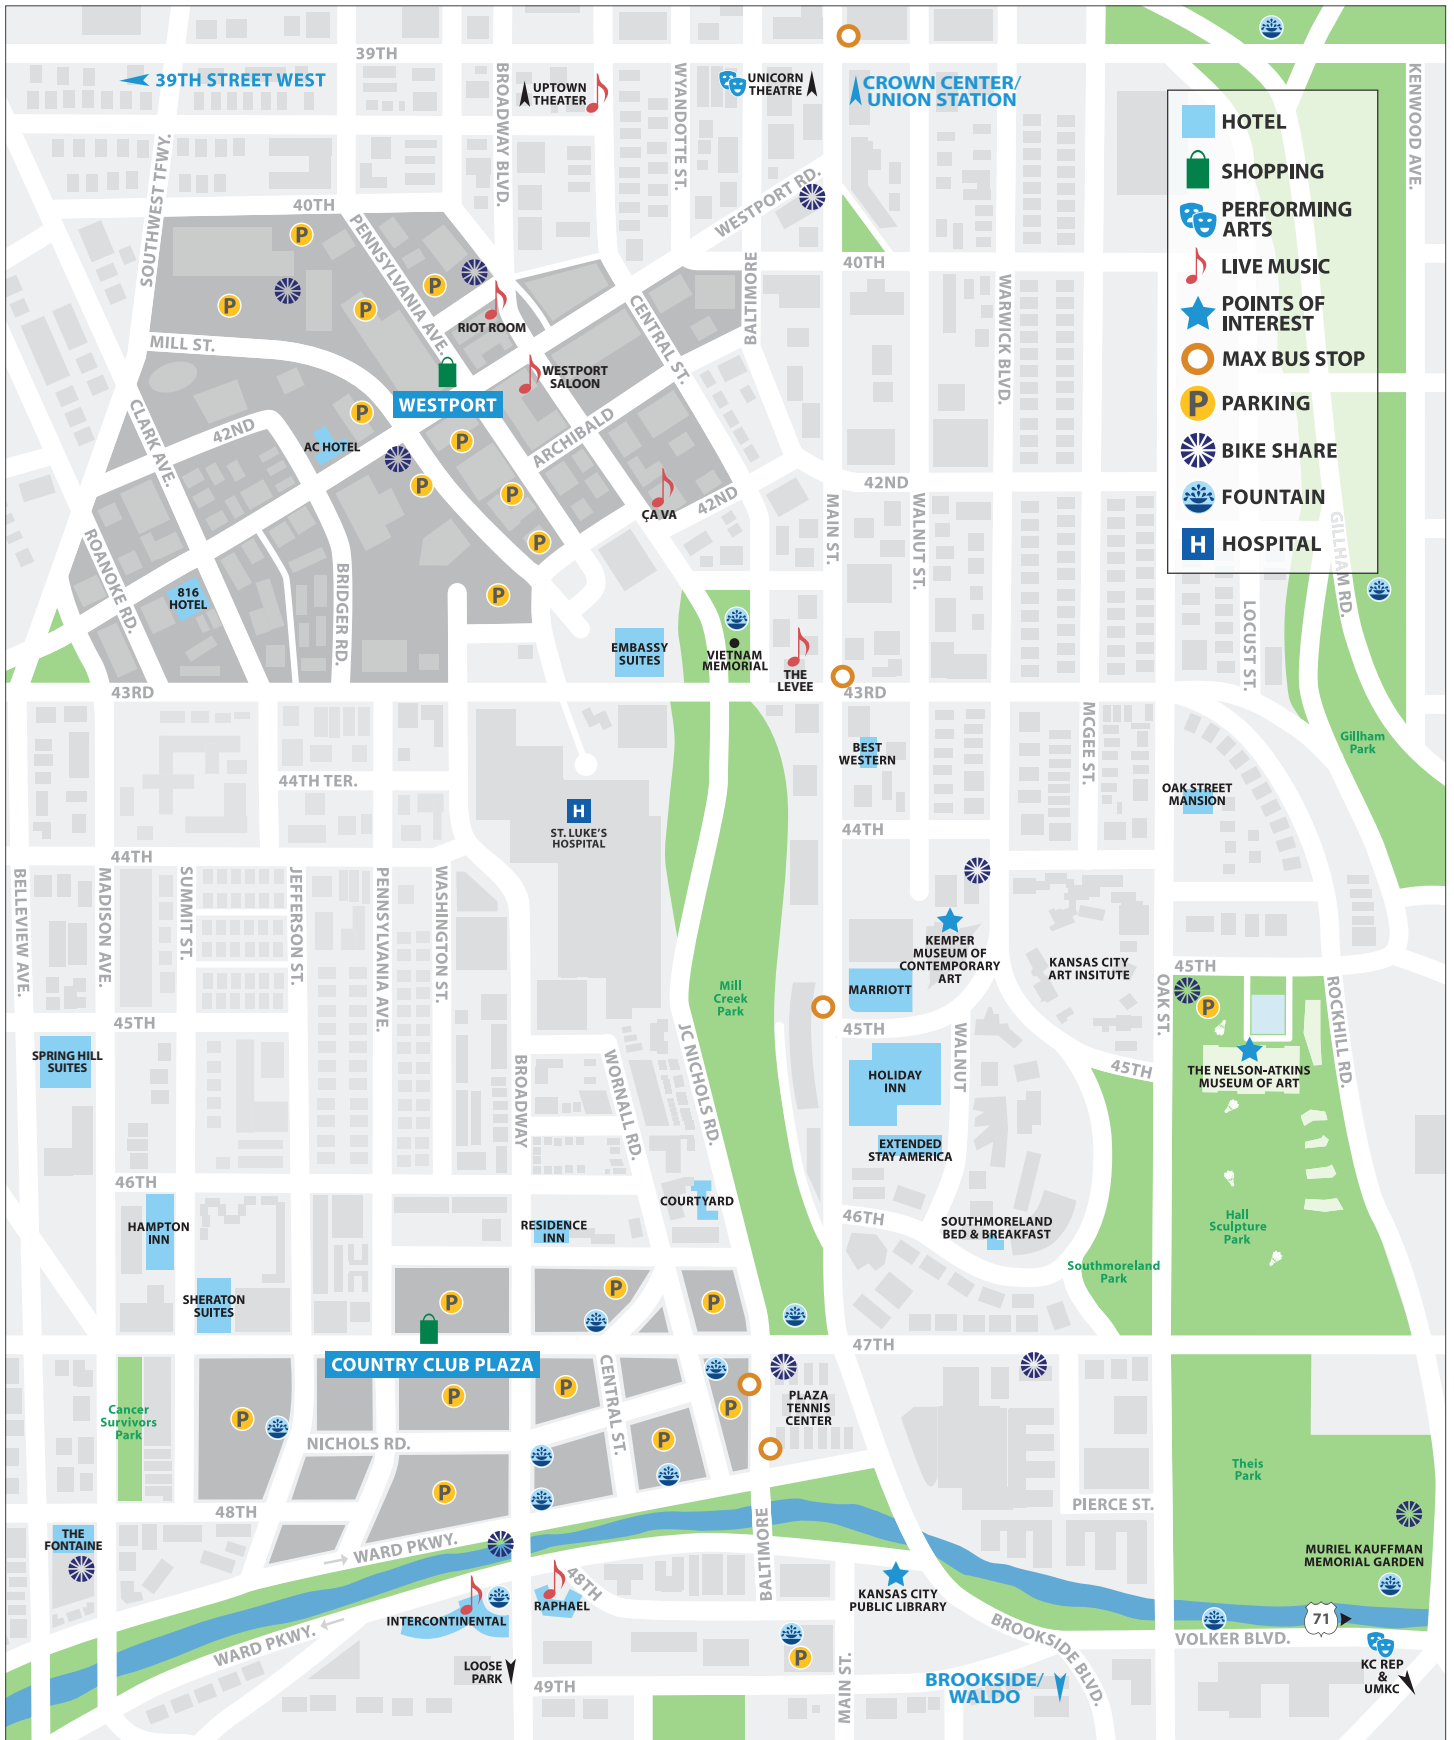 39TH
39TH STREET WEST
UPTOWN
THEATER
UNICORN
THEATRE
CROWN CENTER/
UNION STATION
BROADWAY BLVD.
WYANDOTTE ST.
KENWOOD AVE.
SOUTHWEST TFWY.
HOTEL
SHOPPING
PERFORMING
ARTS
LIVE MUSIC
POINTS OF
INTEREST
MAX BUS STOP
P
PARKING
BIKE SHARE
FOUNTAIN
H
HOSPITAL
WESTPORT RD.
40TH
40TH
PENNSYLVANIA AVE.
P
P
P
P
BALTIMORE
CENTRAL ST.
WARWICK BLVD.
RIOT ROOM
MILL ST.
WESTPORT
SALOON
WESTPORT
P
P
CLARK AVE.
42ND
AC HOTEL
ARCHIBALD
P
P
P
P
ÇA VA
42ND
42ND
MAIN ST.
WALNUT ST.
GILLHAM RD.
ROANOKE RD.
816
HOTEL
BRIDGER RD.
EMBASSY
SUITES
VIETNAM
MEMORIAL
THE
LEVEE
LOCUST ST.
43RD
43RD
MCGEE ST.
Gillham
Park
BEST
WESTERN
44TH TER.
OAK STREET
MANSION
H
ST. LUKE'S
HOSPITAL
44TH
44TH
BELLEVIEW AVE.
MADISON AVE.
SUMMIT ST.
JEFFERSON ST.
PENNSYLVANIA AVE.
WASHINGTON ST.
KEMPER
MUSEUM OF
CONTEMPORARY
ART
KANSAS CITY
ART INSITUTE
45TH
MARRIOTT
Mill
Creek
Park
OAK ST.
P
ROCKHILL RD.
45TH
45TH
SPRING HILL
SUITES
BROADWAY
WORNALL RD.
JC NICHOLS RD.
WALNUT
45TH
HOLIDAY
INN
THE NELSON-ATKINS
MUSEUM OF ART
EXTENDED
STAY AMERICA
46TH
46TH
COURTYARD
HAMPTON
INN
RESIDENCE
INN
SOUTHMORELAND
BED & BREAKFAST
Hall
Sculpture
Park
Southmoreland
Park
SHERATON
SUITES
P
P
P
47TH
COUNTRY CLUB PLAZA
CENTRAL ST.
P
P
P
P
P
PLAZA
TENNIS
CENTER
Cancer
Survivors
Park
NICHOLS RD.
Theis
Park
P
48TH
PIERCE ST.
THE
FONTAINE
WARD PKWY.
BALTIMORE
48TH
MURIEL KAUFFMAN
MEMORIAL GARDEN
KANSAS CITY
PUBLIC LIBRARY
RAPHAEL
INTERCONTINENTAL
WARD PKWY.
BROOKSIDE BLVD.
71
VOLKER BLVD.
P
LOOSE
PARK
49TH
MAIN ST.
BROOKSIDE/
WALDO
KC REP
&
UMKC